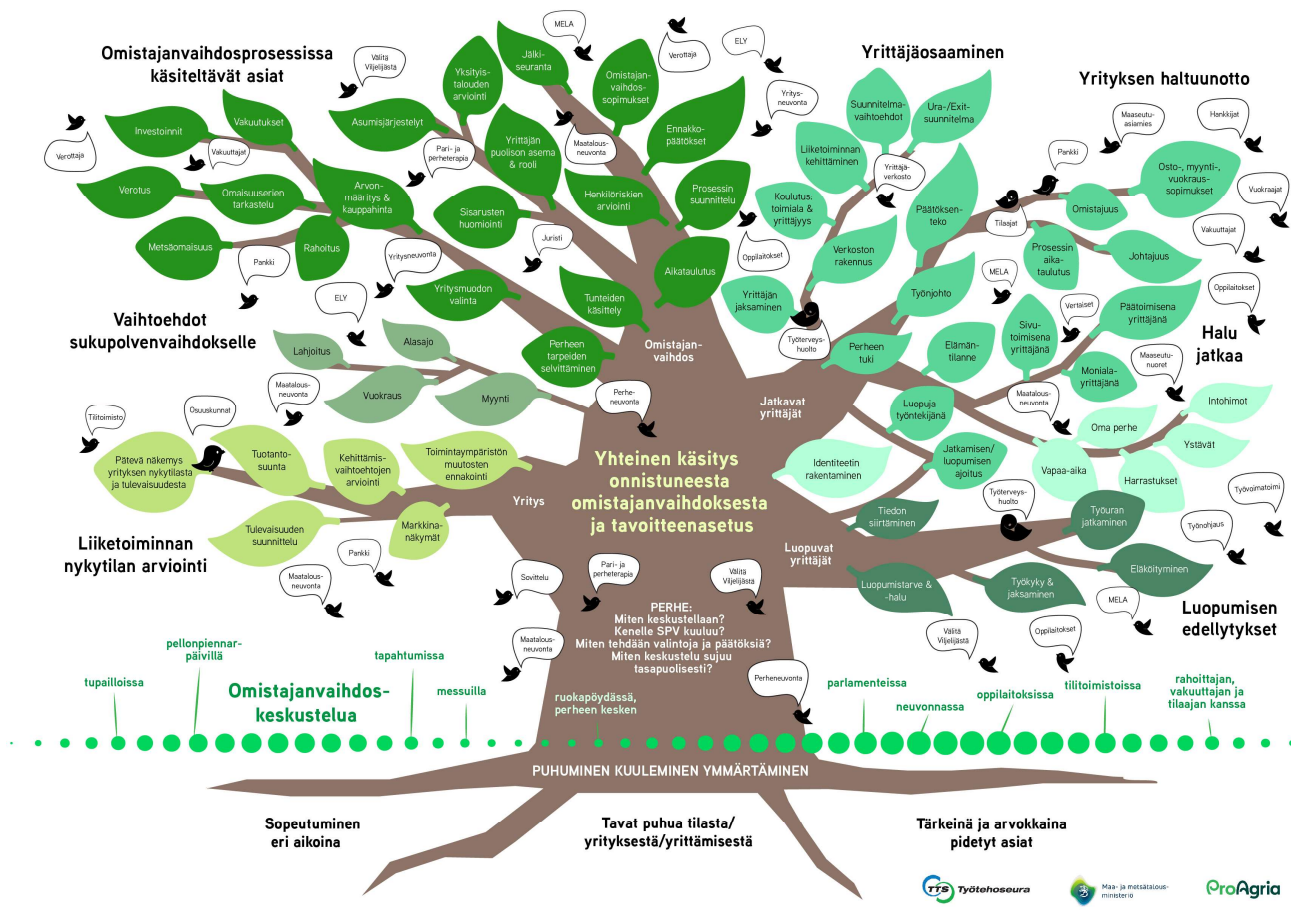 Omistajanvaihdosprosessissa
käsiteltävät asiat
Verottaja
Investoinnit
Vakuutukset
Vakuuttajat
Verotus
Omaisuuserien
tarkastelu
Metsäomaisuus
Rahoitus
Arvon-
määritys &
kauppahinta
Pankki
Välitä
Viljelijästä
Asumisjärjestelyt
Pari- ja
perheterapia
Yksityis-
talouden
arviointi
Yrittäjän
puolison asema
& rooli
Sisarusten
huomiointi
Juristi
Yritysneuvonta
ELY
Yritysmuodon
valinta
MELA
Jälki-
seuranta
Maatalous-
neuvonta
Omistajan-
vaihdos-
sopimukset
Verottaja
ELY
Ennakko-
päätökset
Yritys-
neuvonta
Henkilöriskien
arviointi
Prosessin
suunnittelu
Oppilaitokset
Aikataulutus
Tunteiden
käsittely
Perheen
tarpeiden
selvittäminen
Omistajan-
vaihdos
Yrittäjäosaaminen
Suunnitelma-
vaihtoehdot
Ura-/Exit-
suunnitelma
Liiketoiminnan
kehittäminen
Yrittäjä-
verkosto
Koulutus:
toimiala &
yrittäjyys
Verkoston
rakennus
Yrittäjän
jaksaminen
Työterveys-
huolto
Päätöksen-
teko
Työnjohto
Perheen
tuki
Yrityksen haltuunotto
Maaseutu-
asiamies
Hankkijat
Pankki
Osto-, myynti-,
vuokraus-
sopimukset
Vuokraajat
Omistajuus
Tilaajat
Vakuuttajat
Prosessin
aika-
taulutus
Johtajuus
MELA
Vertaiset
Oppilaitokset
Päätoimisena
yrittäjänä
Sivu-
toimisena
yrittäjänä
Halu
jatkaa
Elämän-
tilanne
Maaseutu-
nuoret
Moniala-
yrittäjänä
Maatalous-
neuvonta
Jatkavat
yrittäjät
Luopuja
työntekijänä
Intohimot
Oma perhe
Ystävät
Vapaa-aika
Harrastukset
Identiteetin
rakentaminen
Jatkamisen/
luopumisen
ajoitus
Vaihtoehdot
sukupolvenvaihdokselle
Lahjoitus
Alasajo
Vuokraus
Myynti
Perhe-
neuvonta
Maatalous-
neuvonta
Osuuskunnat
Tilitoimisto
Pätevä näkemys
yrityksen nykytilasta
ja tulevaisuudesta
Tuotanto-
suunta
Kehittämis-
vaihtoehtojen
arviointi
Toimintaympäristön
muutosten
ennakointi
Yritys
Tulevaisuuden
suunnittelu
Markkina-
näkymät
Pankki
Maatalous-
neuvonta
Liiketoiminnan
nykytilan arviointi
Yhteinen käsitys
onnistuneesta
omistajanvaihdoksesta
ja tavoitteenasetus
Tiedon
siirtäminen
Luopuvat
yrittäjät
Luopumistarve &
-halu
Työterveys-
huolto
Työuran
jatkaminen
Työvoimatoimi
Työnohjaus
Eläköityminen
Työkyky &
jaksaminen
MELA
Välitä
Viljelijästä
Oppilaitokset
Luopumisen
edellytykset
Sovittelu
Pari- ja
perheterapia
Välitä
Viljelijästä
Maatalous-
neuvonta
Perheneuvonta
PERHE:
Miten keskustellaan?
Kenelle SPV kuuluu?
Miten tehdään valintoja ja päätöksiä?
Miten keskustelu sujuu
tasapuolisesti?
Omistajanvaihdos-
keskustelua
tupailloissa
pellonpiennar-
päivillä
tapahtumissa
messuilla
ruokapöydässä,
perheen kesken
parlamenteissa
neuvonnassa
oppilaitoksissa
tilitoimistoissa
rahoittajan,
vakuuttajan ja
tilaajan kanssa
PUHUMINEN KUULEMINEN YMMÄRTÄMINEN
Sopeutuminen
eri aikoina
Tavat puhua tilasta/
yrityksestä/yrittämisestä
Tärkeinä ja arvokkaina
pidetyt asiat
TTS Työtehoseura
Maa- ja metsätalous-
ministeriö
ProAgria